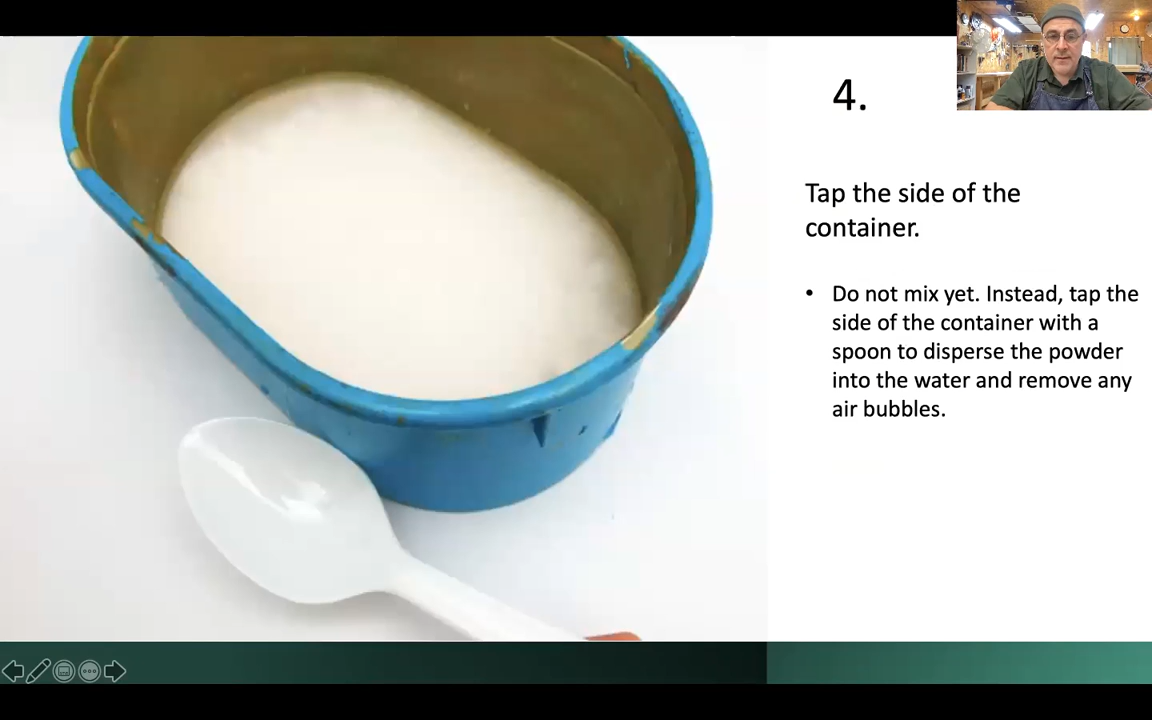 4.
Tap the side of the
container.
• Do not mix yet. Instead, tap the
side of the container with a
spoon to disperse the powder
into the water and remove any
air bubbles.